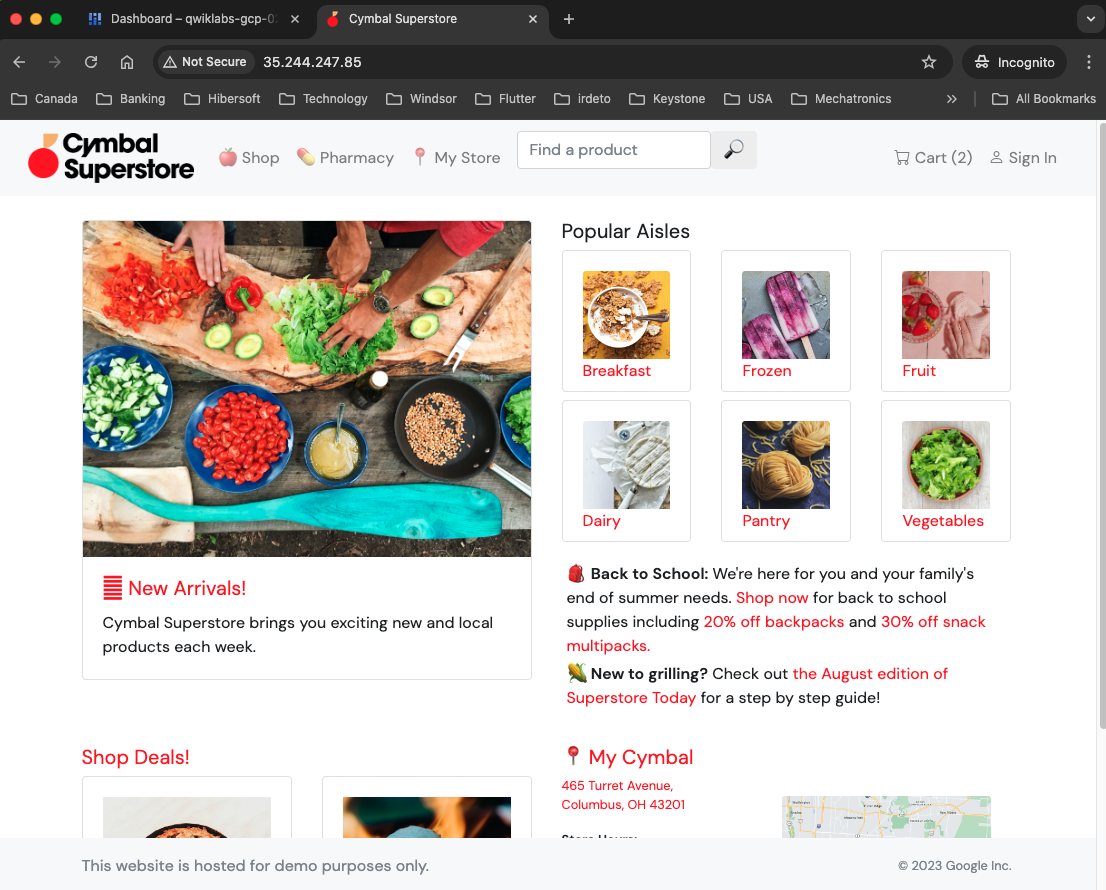 Dashboard – qwiklabs-gcp-0
Cymbal Superstore
Not Secure
35.244.247.85
Incognito
Canada
Banking
Hibersoft
Technology
Windsor
Flutter
irdeto
Keystone
USA
Mechatronics
All Bookmarks
Cymbal
Superstore
Shop
Pharmacy
My Store
Find a product
Cart (2)
Sign In
Popular Aisles
Breakfast
Frozen
Fruit
Dairy
Pantry
Vegetables
New Arrivals!
Cymbal Superstore brings you exciting new and local
products each week.
Back to School: We're here for you and your family's
end of summer needs. Shop now for back to school
supplies including 20% off backpacks and 30% off snack
multipacks.
New to grilling? Check out the August edition of
Superstore Today for a step by step guide!
Shop Deals!
My Cymbal
465 Turret Avenue,
Columbus, OH 43201
This website is hosted for demo purposes only.
© 2023 Google Inc.